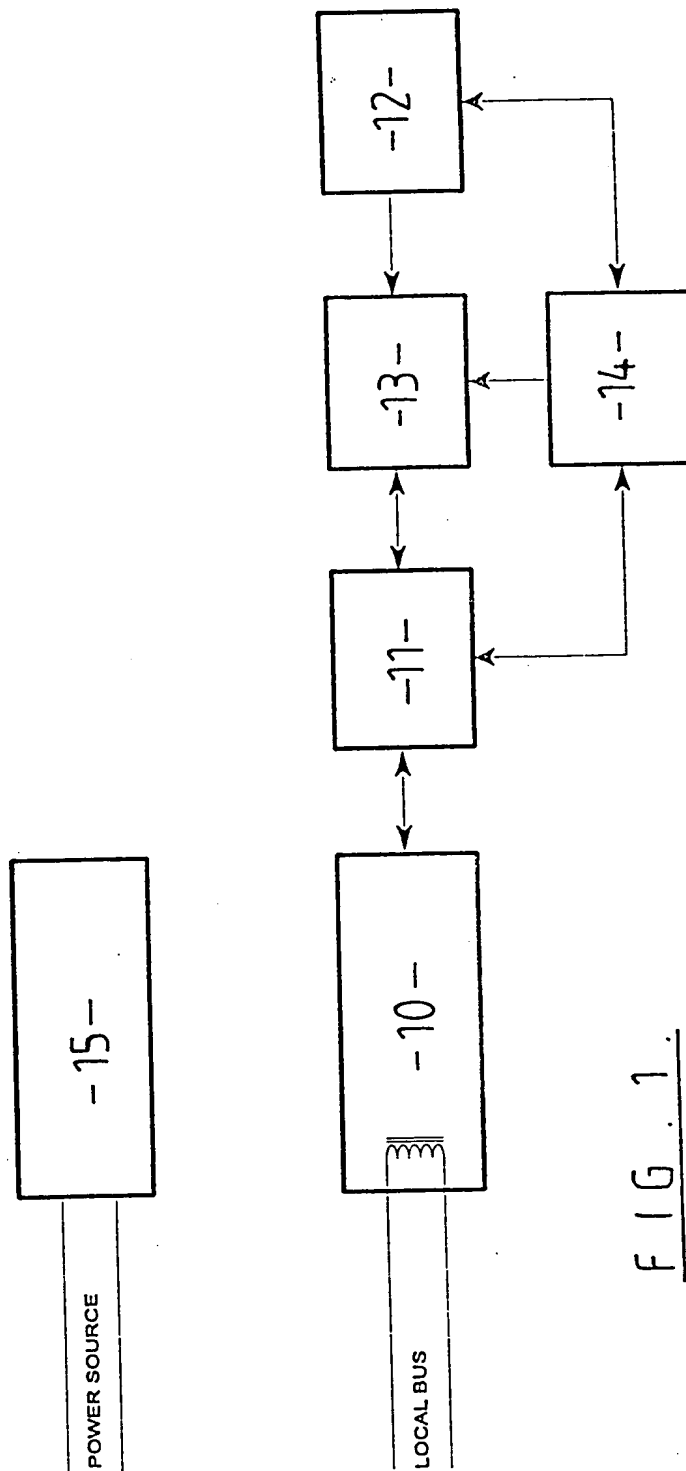 POWER SOURCE
-15-
LOCAL BUS
-10-
-11-
-13-
-12-
-14-
FIG. 1.